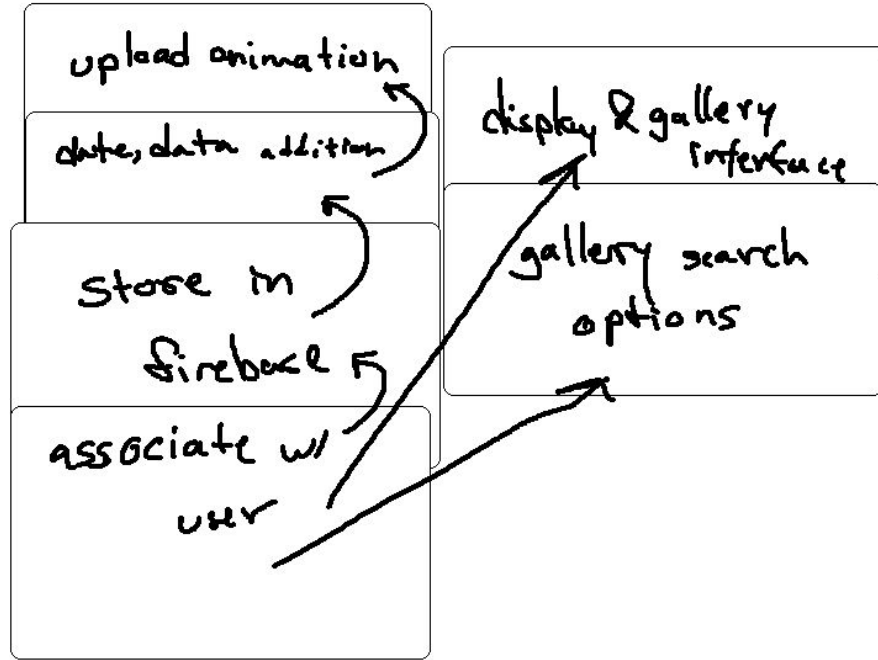 upload animation
date, data addition
store in
firebase
associate w/
user
display & gallery
interface
gallery search
options